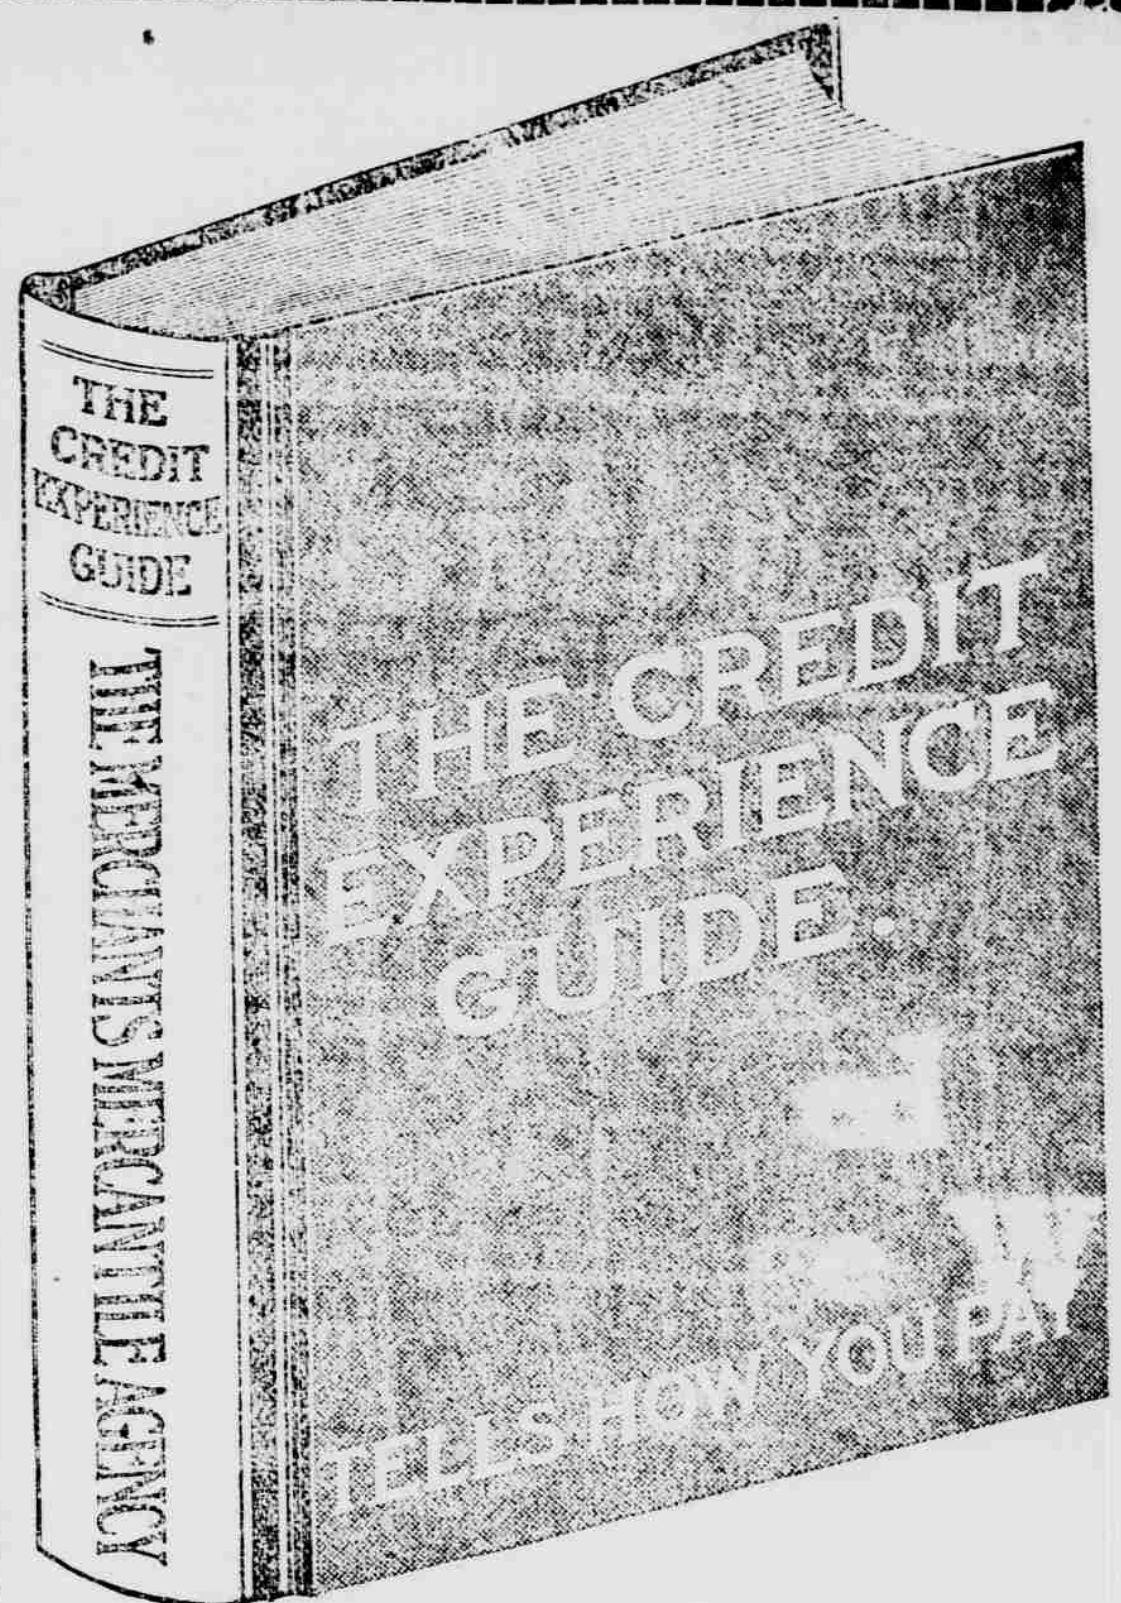 THE
CREDIT
EXPERIENCE
GUIDE
THE MERCHANTS MERCANTILE AGENCY
THE CREDIT
EXPERIENCE
GUIDE.
TELLS HOW YOU PAY